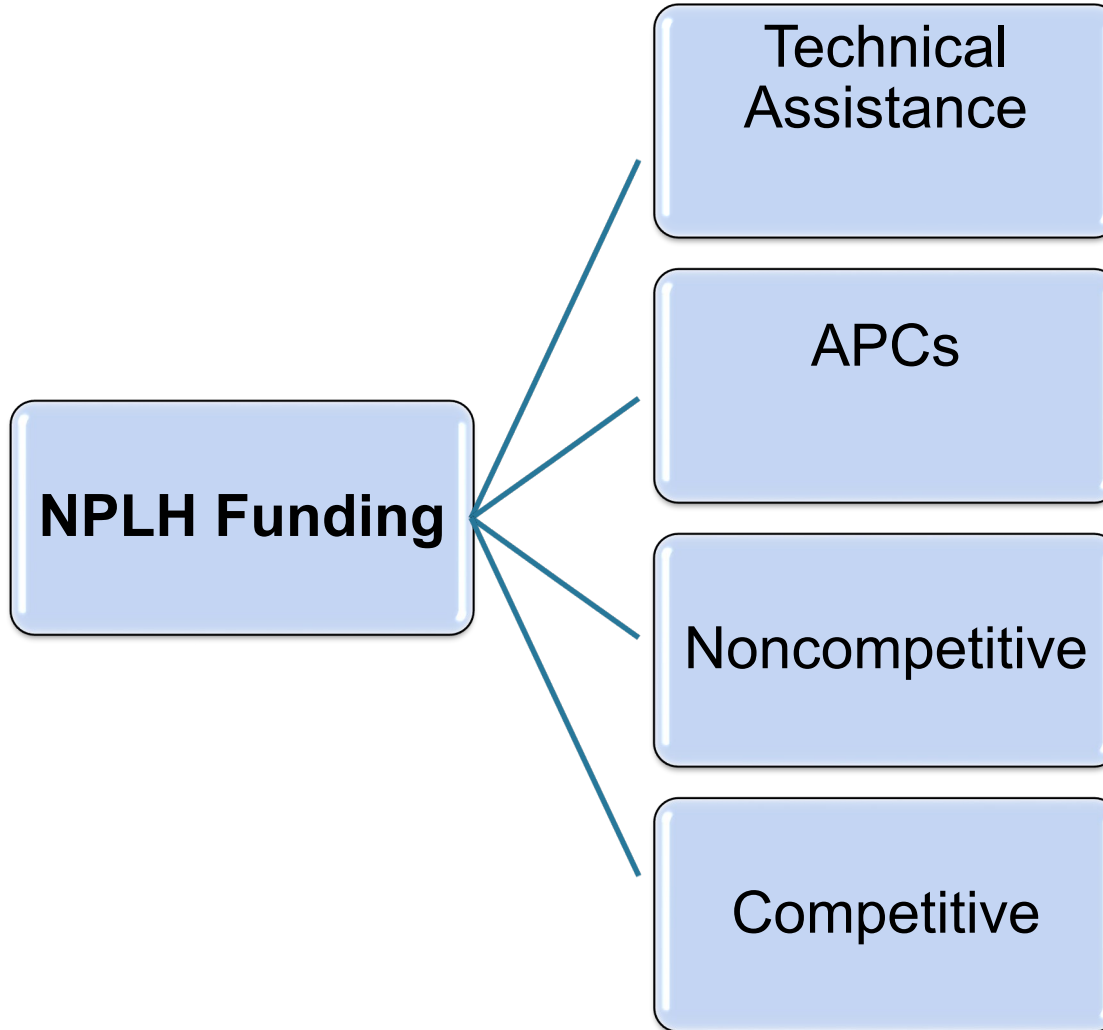 Technical
Assistance
APCs
NPLH Funding
Noncompetitive
Competitive